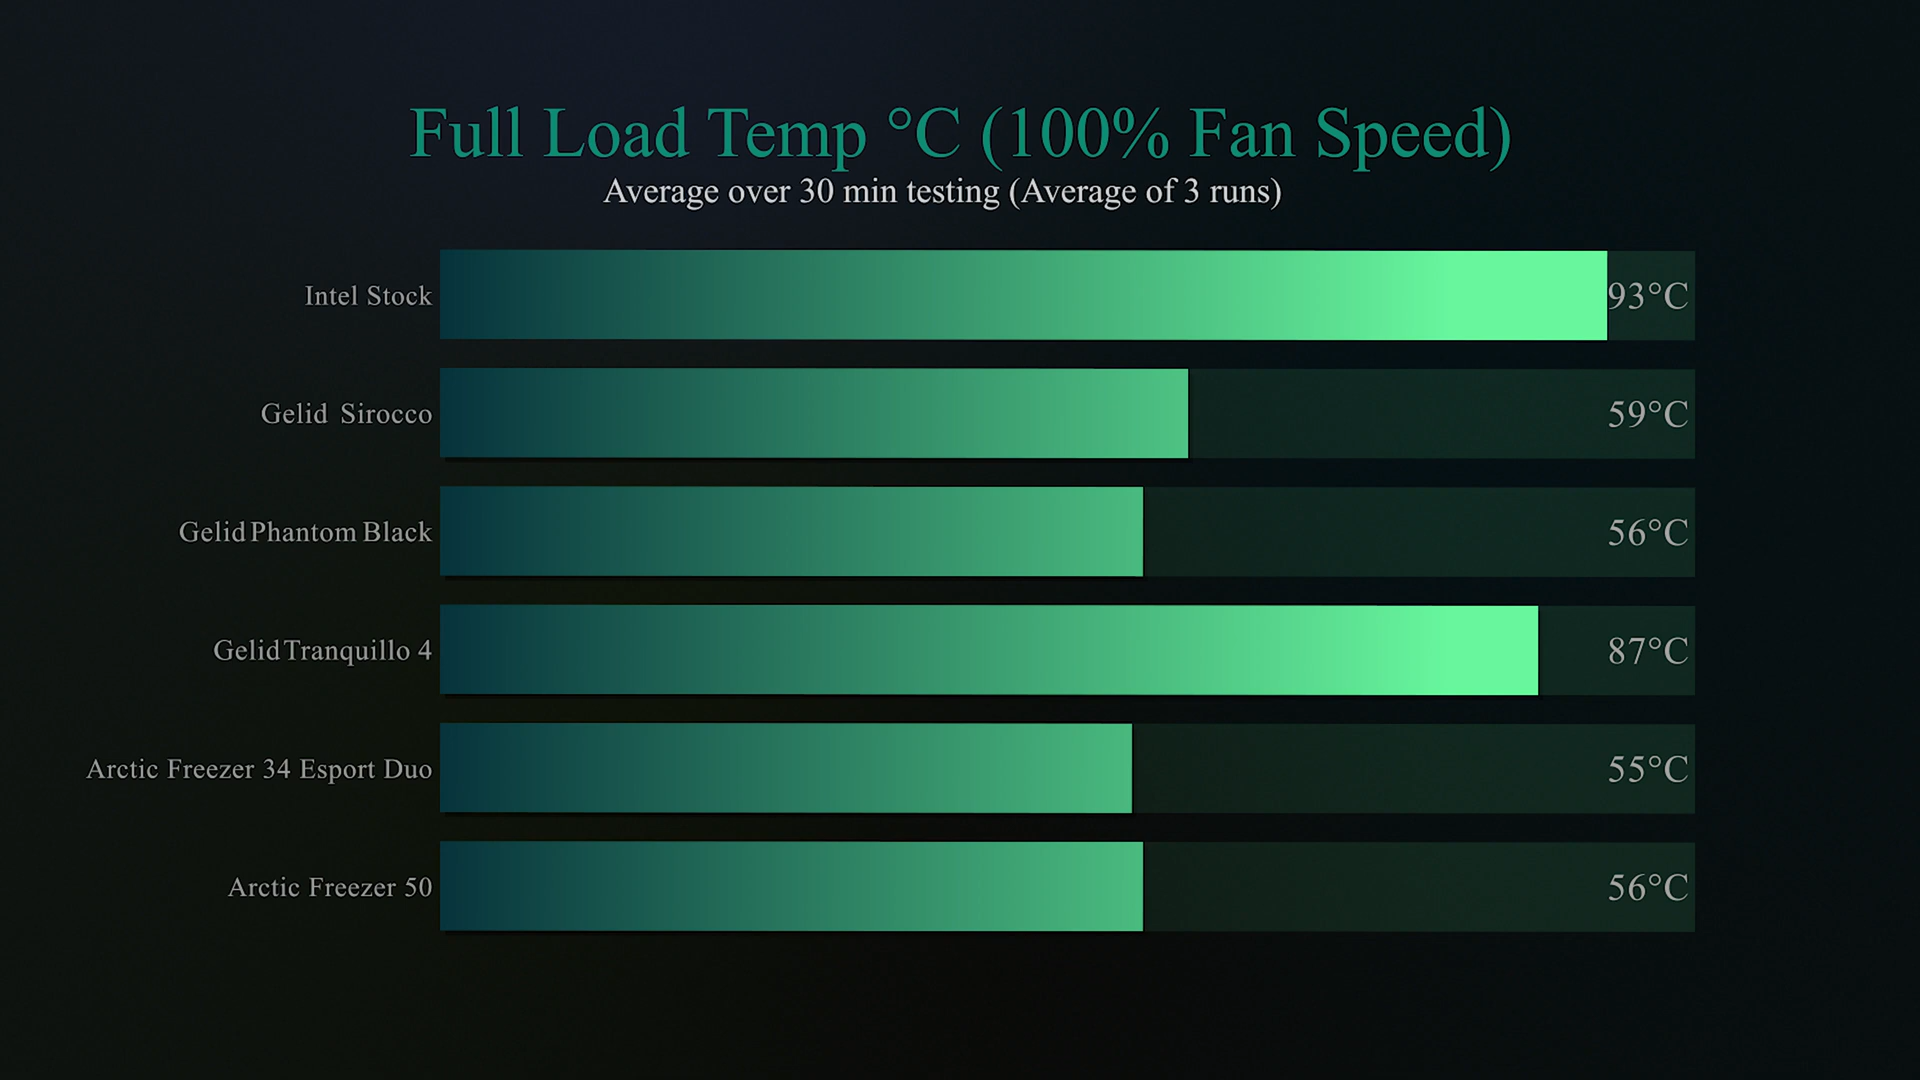 Full Load Temp °C (100% Fan Speed)
Average over 30 min testing (Average of 3 runs)
Intel Stock 93°C
Gelid Sirocco 59°C
Gelid Phantom Black 56°C
Gelid Tranquillo 4 87°C
Arctic Freezer 34 Esport Duo 55°C
Arctic Freezer 50 56°C